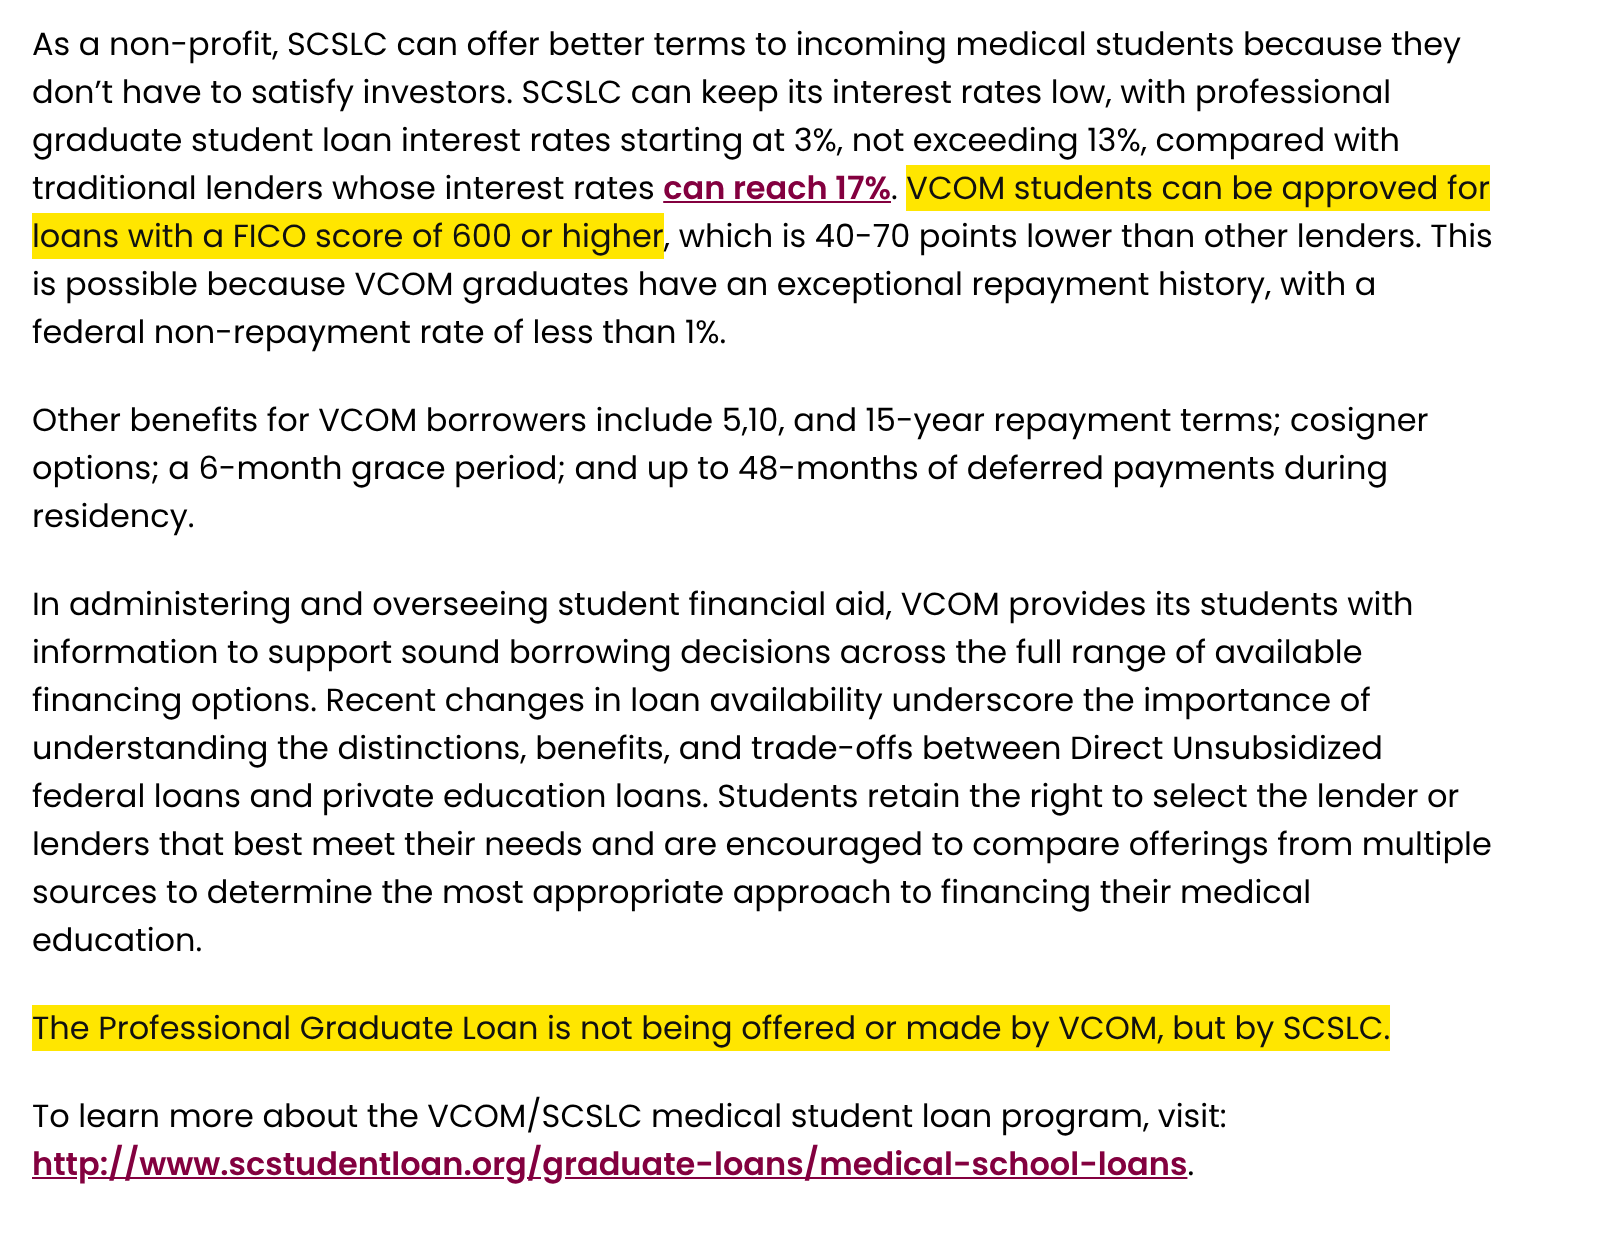 As a non-profit, SCSLC can offer better terms to incoming medical students because they
don’t have to satisfy investors. SCSLC can keep its interest rates low, with professional
graduate student loan interest rates starting at 3%, not exceeding 13%, compared with
traditional lenders whose interest rates can reach 17%. VCOM students can be approved for
loans with a FICO score of 600 or higher, which is 40-70 points lower than other lenders. This
is possible because VCOM graduates have an exceptional repayment history, with a
federal non-repayment rate of less than 1%.
Other benefits for VCOM borrowers include 5,10, and 15-year repayment terms; cosigner
options; a 6-month grace period; and up to 48-months of deferred payments during
residency.
In administering and overseeing student financial aid, VCOM provides its students with
information to support sound borrowing decisions across the full range of available
financing options. Recent changes in loan availability underscore the importance of
understanding the distinctions, benefits, and trade-offs between Direct Unsubsidized
federal loans and private education loans. Students retain the right to select the lender or
lenders that best meet their needs and are encouraged to compare offerings from multiple
sources to determine the most appropriate approach to financing their medical
education.
The Professional Graduate Loan is not being offered or made by VCOM, but by SCSLC.
To learn more about the VCOM/SCSLC medical student loan program, visit:
http://www.scstudentloan.org/graduate-loans/medical-school-loans.